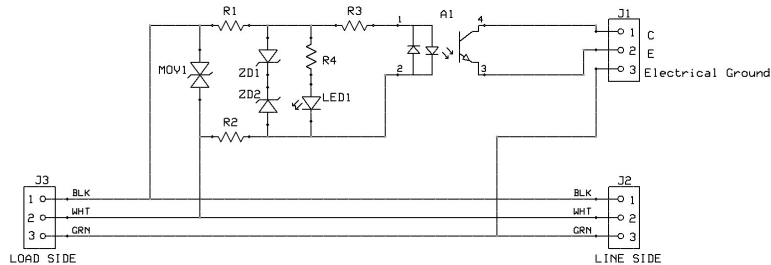 R1
R3
A1
J1
1
4
1
C
MOV1
ZD1
R4
2
E
2
3
3
Electrical Ground
ZD2
LED1
R2
J3
J2
1
BLK
BLK
1
2
WHT
WHT
2
3
GRN
GRN
3
LOAD SIDE
LINE SIDE